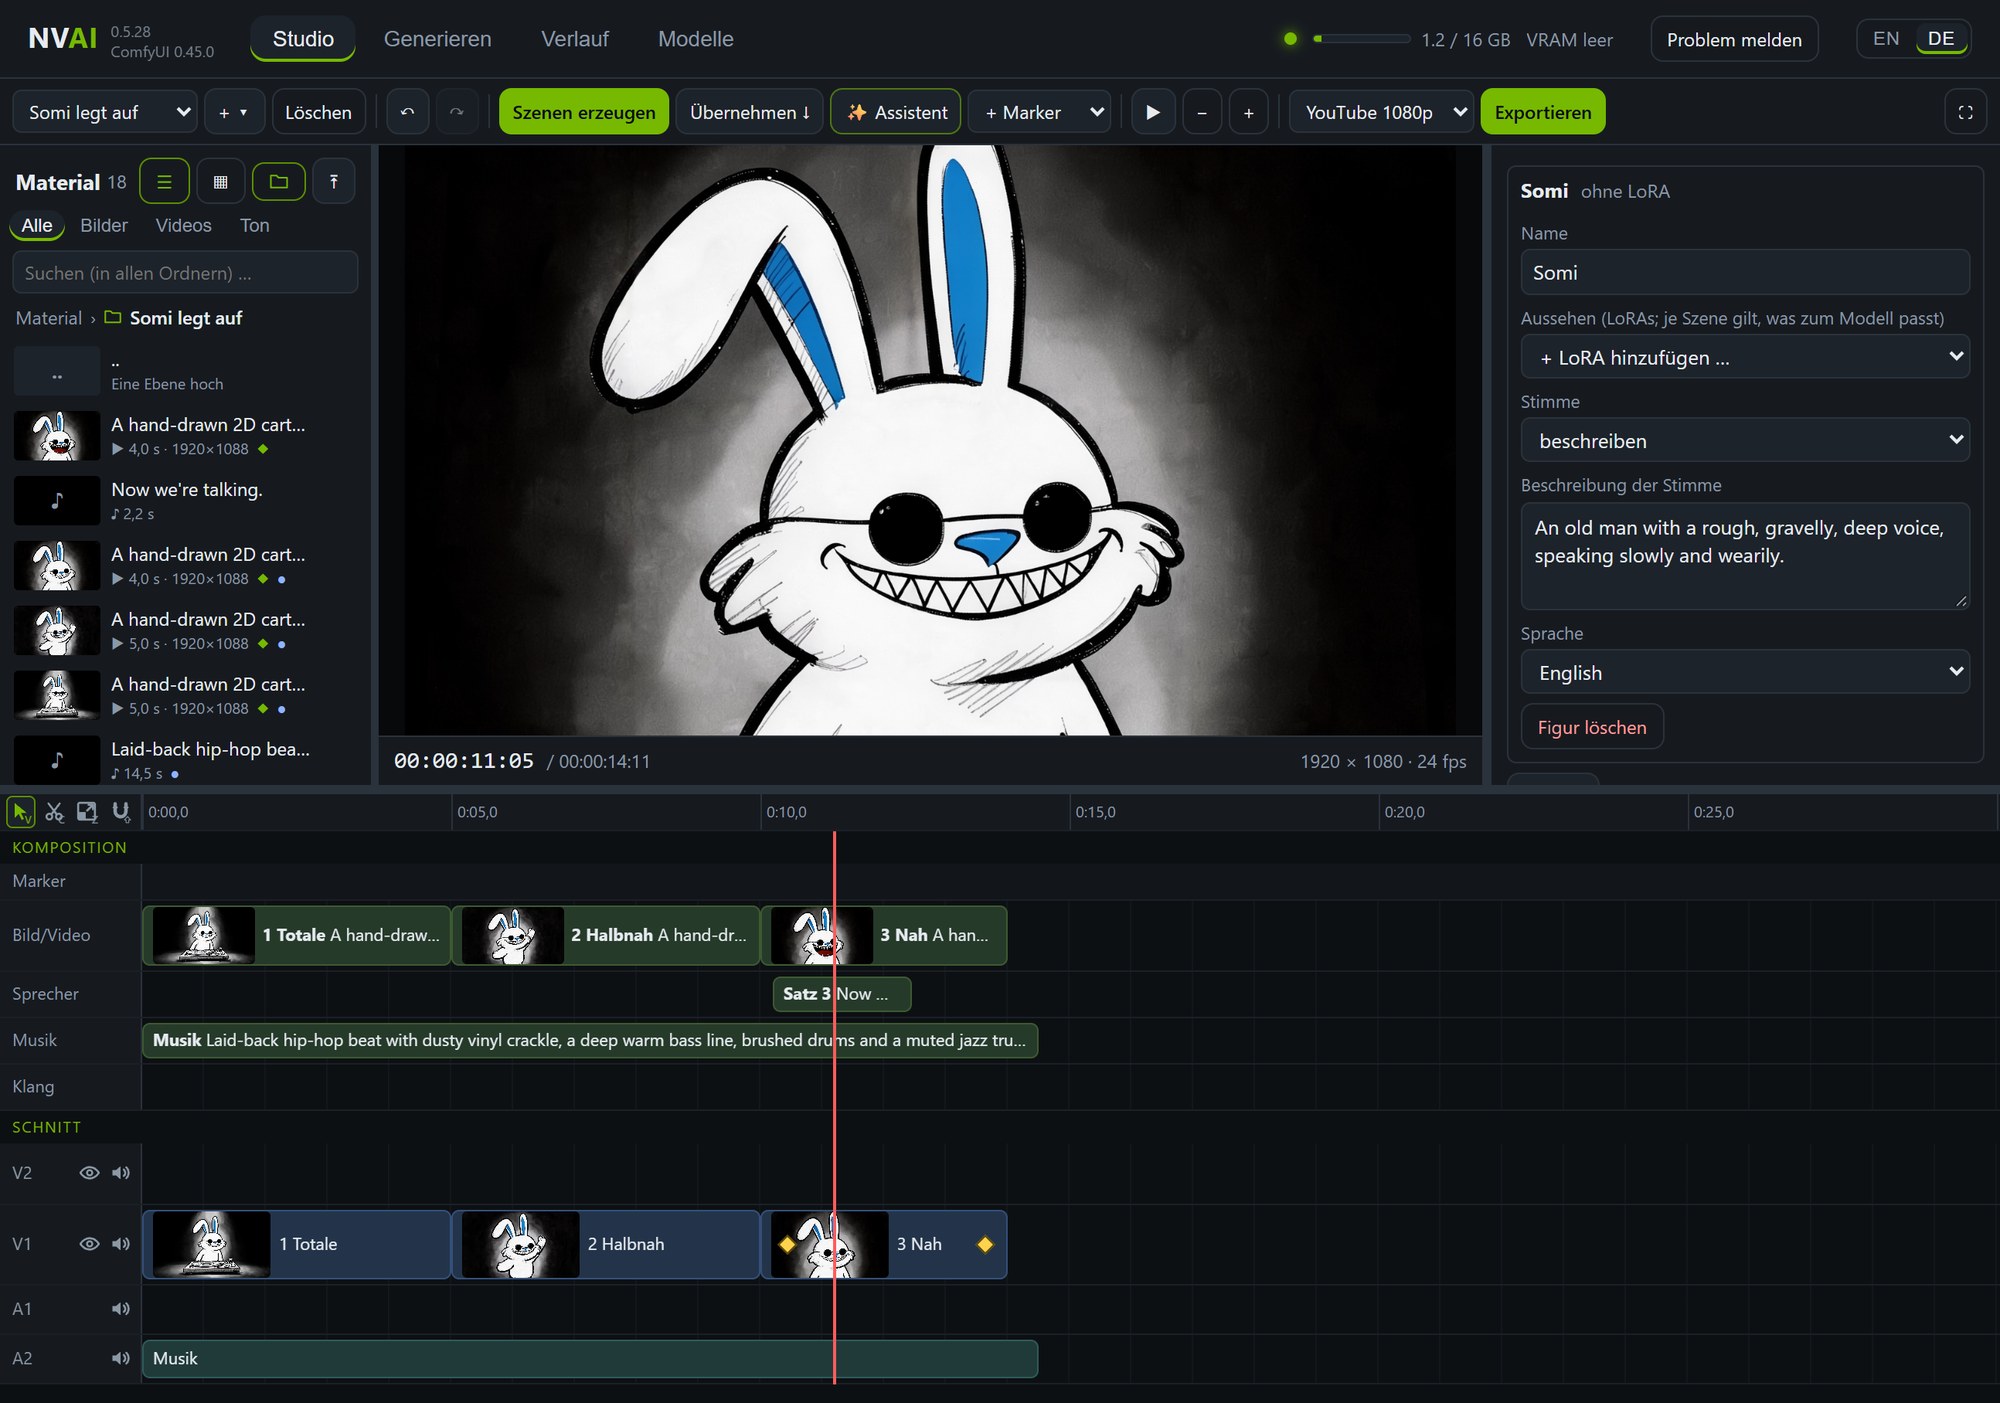 NVAI
0.5.28
ComfyUI 0.45.0
Studio
Generieren
Verlauf
Modelle
1.2 / 16 GB
VRAM leer
Problem melden
EN
DE
Somi legt auf
+ ▾
Löschen
Szenen erzeugen
Übernehmen ↓
✨ Assistent
+ Marker
−
+
YouTube 1080p
Exportieren
Material 18
Alle
Bilder
Videos
Ton
Suchen (in allen Ordnern) ...
Material › Somi legt auf
..
..
Eine Ebene hoch
A hand-drawn 2D cart...
4,0 s · 1920×1088
Now we're talking.
♪ 2,2 s
A hand-drawn 2D cart...
4,0 s · 1920×1088
A hand-drawn 2D cart...
5,0 s · 1920×1088
A hand-drawn 2D cart...
5,0 s · 1920×1088
Laid-back hip-hop bea...
♪ 14,5 s
00:00:11:05 / 00:00:14:11
1920 × 1080 · 24 fps
Somi ohne LoRA
Name
Somi
Aussehen (LoRAs; je Szene gilt, was zum Modell passt)
+ LoRA hinzufügen ...
Stimme
beschreiben
Beschreibung der Stimme
An old man with a rough, gravelly, deep voice,
speaking slowly and wearily.
Sprache
English
Figur löschen
0:00,0
0:05,0
0:10,0
0:15,0
0:20,0
0:25,0
KOMPOSITION
Marker
Bild/Video
1 Totale A hand-draw...
2 Halbnah A hand-dr...
3 Nah A han...
Sprecher
Satz 3 Now ...
Musik
Musik Laid-back hip-hop beat with dusty vinyl crackle, a deep warm bass line, brushed drums and a muted jazz tru...
Klang
SCHNITT
V2
V1
1 Totale
2 Halbnah
3 Nah
A1
A2
Musik